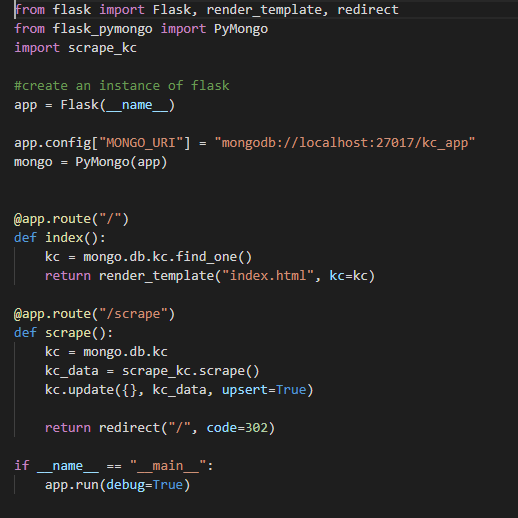 from flask import Flask, render_template, redirect
from flask_pymongo import PyMongo
import scrape_kc

#create an instance of flask
app = Flask(__name__)

app.config["MONGO_URI"] = "mongodb://localhost:27017/kc_app"
mongo = PyMongo(app)


@app.route("/")
def index():
    kc = mongo.db.kc.find_one()
    return render_template("index.html", kc=kc)

@app.route("/scrape")
def scrape():
    kc = mongo.db.kc
    kc_data = scrape_kc.scrape()
    kc.update({}, kc_data, upsert=True)

    return redirect("/", code=302)

if __name__ == "__main__":
    app.run(debug=True)